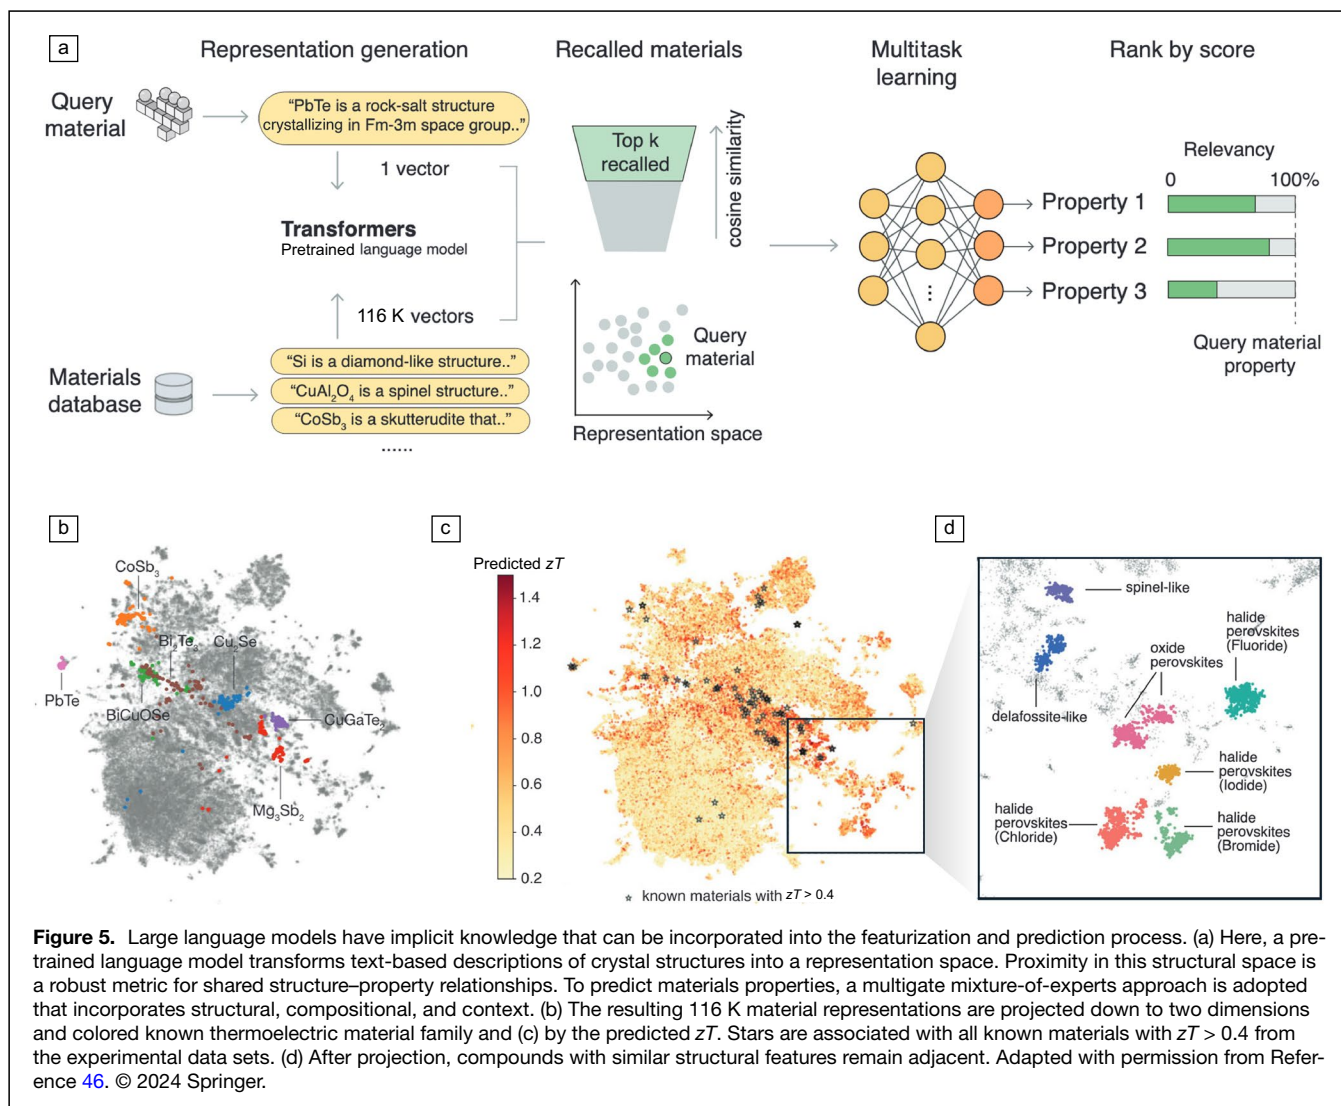 a
Representation generation
Recalled materials
Multitask
learning
Rank by score
Query
material
“PbTe is a rock-salt structure
crystallizing in Fm-3m space group..”
1 vector
Transformers
Pretrained language model
116 K vectors
Materials
database
“Si is a diamond-like structure..”
“CuAl₂O₄ is a spinel structure..”
“CoSb₃ is a skutterudite that..”
......
Top k
recalled
cosine similarity
Query
material
Representation space
Property 1
Property 2
Property 3
Relevancy
0 100%
Query material
property
b
CoSb₃
Bi₂Te₃ Cu₂Se
PbTe
BiCuOSe
CuGaTe₂
Mg₃Sb₂
c
Predicted zT
1.4
1.2
1.0
0.8
0.6
0.4
0.2
known materials with zT > 0.4
d
spinel-like
halide
perovskites
(Fluoride)
oxide
perovskites
delafossite-like
halide
perovskites
(Iodide)
halide
perovskites
(Chloride)
halide
perovskites
(Bromide)
Figure 5. Large language models have implicit knowledge that can be incorporated into the featurization and prediction process. (a) Here, a pre-
trained language model transforms text-based descriptions of crystal structures into a representation space. Proximity in this structural space is
a robust metric for shared structure–property relationships. To predict materials properties, a multigate mixture-of-experts approach is adopted
that incorporates structural, compositional, and context. (b) The resulting 116 K material representations are projected down to two dimensions
and colored known thermoelectric material family and (c) by the predicted zT. Stars are associated with all known materials with zT > 0.4 from
the experimental data sets. (d) After projection, compounds with similar structural features remain adjacent. Adapted with permission from Refer-
ence 46. © 2024 Springer.